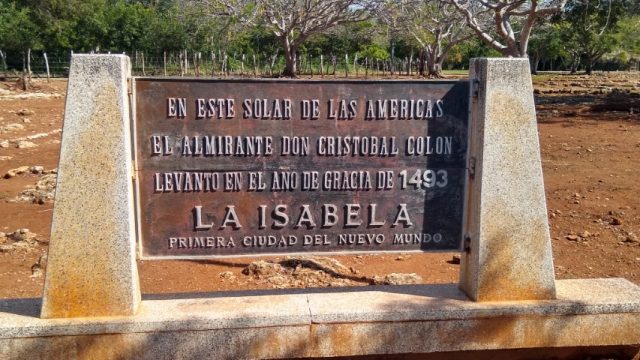 EN ESTE SOLAR DE LAS AMERICAS
EL ALMIRANTE DON CRISTOBAL COLON
LEVANTO EN EL AÑO DE GRACIA DE 1493
LA ISABELA
PRIMERA CIUDAD DEL NUEVO MUNDO